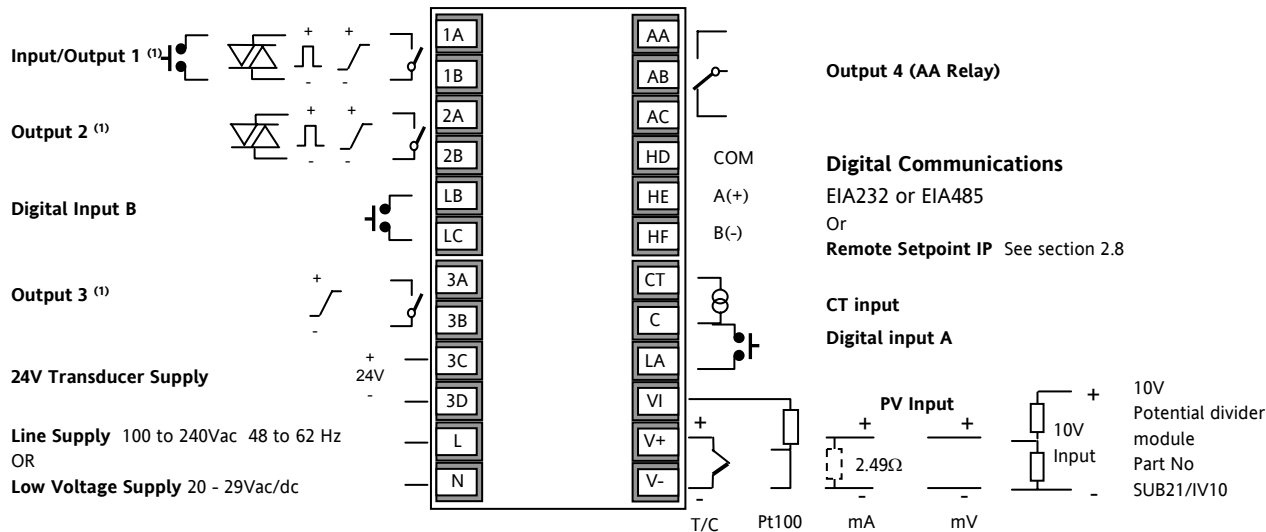 Input/Output 1 (1)
+ +
- -
Output 2 (1)
+ +
- -
Digital Input B
Output 3 (1)
+
-
24V Transducer Supply
+
24V
-
Line Supply 100 to 240Vac 48 to 62 Hz
OR
Low Voltage Supply 20 - 29Vac/dc
1A
1B
2A
2B
LB
LC
3A
3B
3C
3D
L
N
AA
AB
AC
HD
HE
HF
CT
C
LA
VI
V+
V-
Output 4 (AA Relay)
COM
A(+)
B(-)
Digital Communications
EIA232 or EIA485
Or
Remote Setpoint IP See section 2.8
CT input
Digital input A
PV Input
+
-
T/C
Pt100
+
2.49Ω
-
mA
+
-
mV
+
10V
Input
-
10V
Potential divider
module
Part No
SUB21/IV10